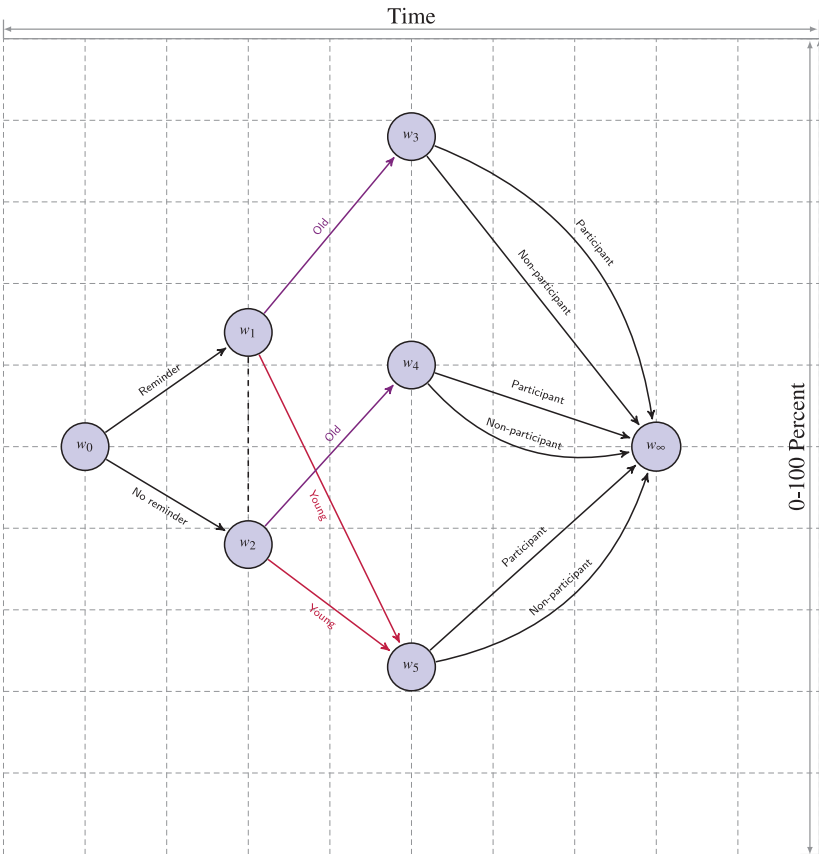 Time
w3
Old
Participant
Non-participant
w1
w4
Reminder
Participant
Old
Non-participant
w0
w∞
0-100 Percent
Young
No reminder
w2
Participant
Non-participant
Young
w5